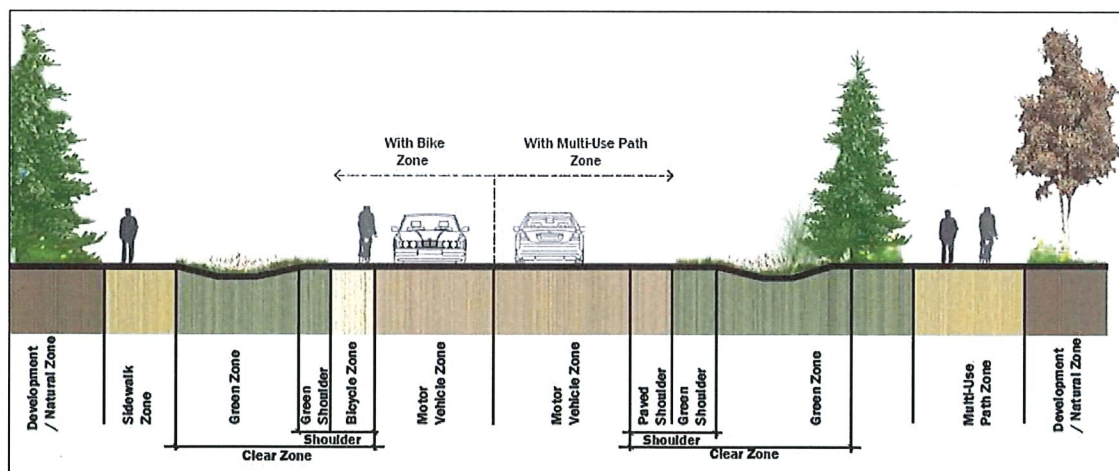 With Bike
Zone
With Multi-Use Path
Zone
Development
/ Natural Zone
Sidewalk
Zone
Green Zone
Green
Shoulder
Bicycle Zone
Motor
Vehicle Zone
Motor
Vehicle Zone
Paved Shoulder
Green
Shoulder
Green Zone
Multi-Use
Path Zone
Development
/ Natural Zone
Shoulder
Clear Zone
Shoulder
Clear Zone